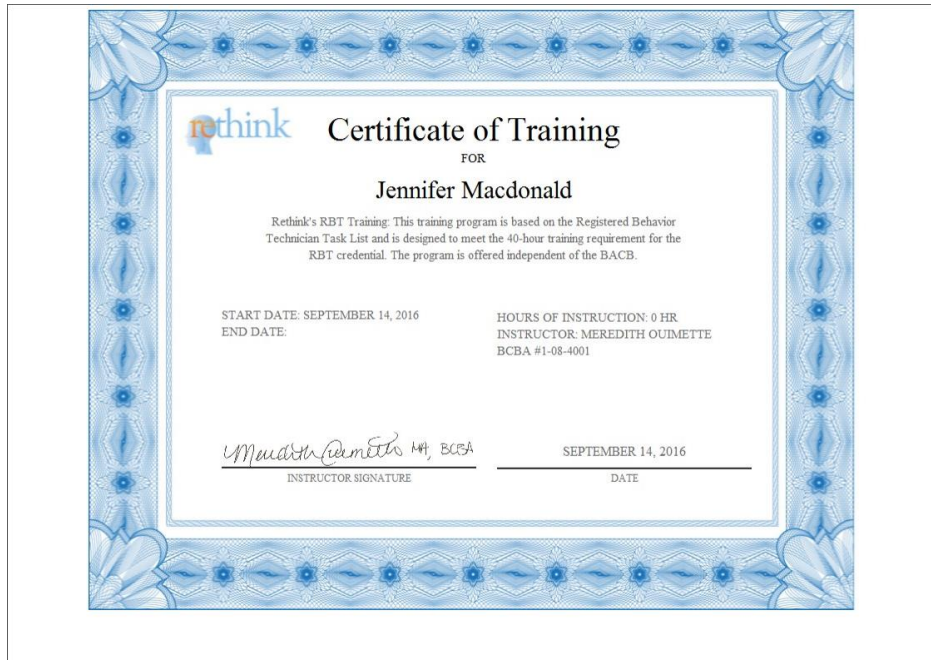 rethink
Certificate of Training
FOR
Jennifer Macdonald
Rethink's RBT Training: This training program is based on the Registered Behavior
Technician Task List and is designed to meet the 40-hour training requirement for the
RBT credential. The program is offered independent of the BACB.
START DATE: SEPTEMBER 14, 2016
END DATE:
HOURS OF INSTRUCTION: 0 HR
INSTRUCTOR: MEREDITH OUIMETTE
BCBA #1-08-4001
Meredith Ouimette MA, BCBA
INSTRUCTOR SIGNATURE
SEPTEMBER 14, 2016
DATE